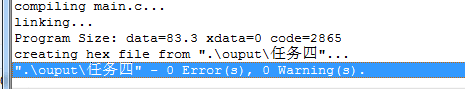 compiling main.c...
linking...
Program Size: data=83.3 xdata=0 code=2865
creating hex file from ".\ouput\任务四"...
".\ouput\任务四" - 0 Error(s), 0 Warning(s).